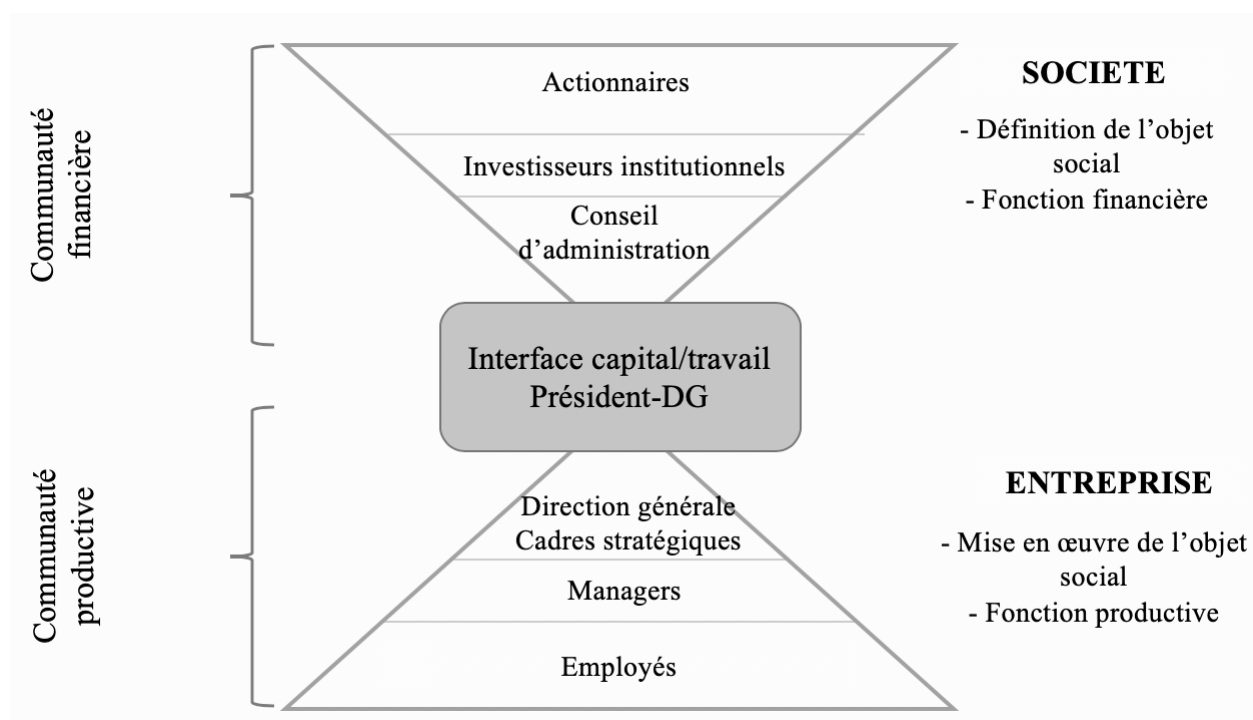 Communauté
financière
Actionnaires
Investisseurs institutionnels
Conseil
d’administration
SOCIETE
- Définition de l’objet
social
- Fonction financière
Interface capital/travail
Président-DG
Communauté
productive
Direction générale
Cadres stratégiques
Managers
Employés
ENTREPRISE
- Mise en œuvre de l’objet
social
- Fonction productive